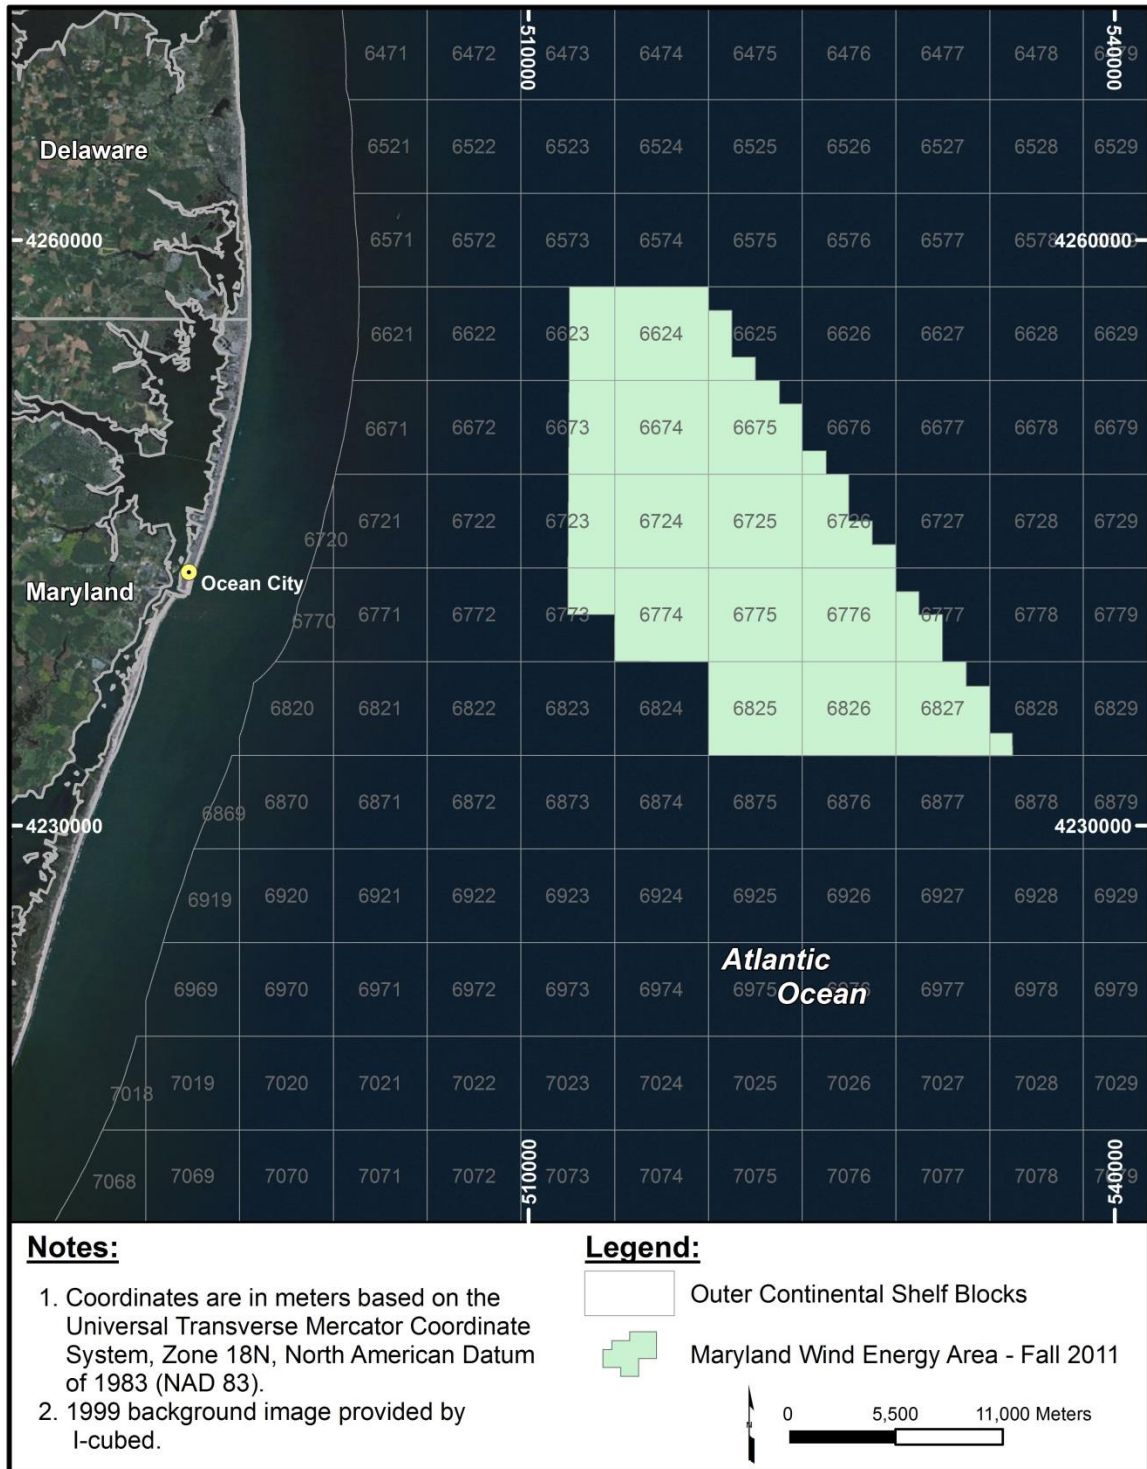 510000
540000
6471 6472 6473 6474 6475 6476 6477 6478 6479
Delaware
6521 6522 6523 6524 6525 6526 6527 6528 6529
4260000
4260000
6571 6572 6573 6574 6575 6576 6577 6578
6621 6622 6623 6624 6625 6626 6627 6628 6629
6671 6672 6673 6674 6675 6676 6677 6678 6679
6720 6721 6722 6723 6724 6725 6726 6727 6728 6729
Ocean City
Maryland
6770 6771 6772 6773 6774 6775 6776 6777 6778 6779
6820 6821 6822 6823 6824 6825 6826 6827 6828 6829
6869 6870 6871 6872 6873 6874 6875 6876 6877 6878 6879
4230000
4230000
6919 6920 6921 6922 6923 6924 6925 6926 6927 6928 6929
Atlantic
Ocean
6969 6970 6971 6972 6973 6974 6975 6976 6977 6978 6979
7018 7019 7020 7021 7022 7023 7024 7025 7026 7027 7028 7029
7068 7069 7070 7071 7072 7073 7074 7075 7076 7077 7078 7079
510000
540000
Notes:
1. Coordinates are in meters based on the
Universal Transverse Mercator Coordinate
System, Zone 18N, North American Datum
of 1983 (NAD 83).
2. 1999 background image provided by
I-cubed.
Legend:
Outer Continental Shelf Blocks
Maryland Wind Energy Area - Fall 2011
N
0 5,500 11,000 Meters